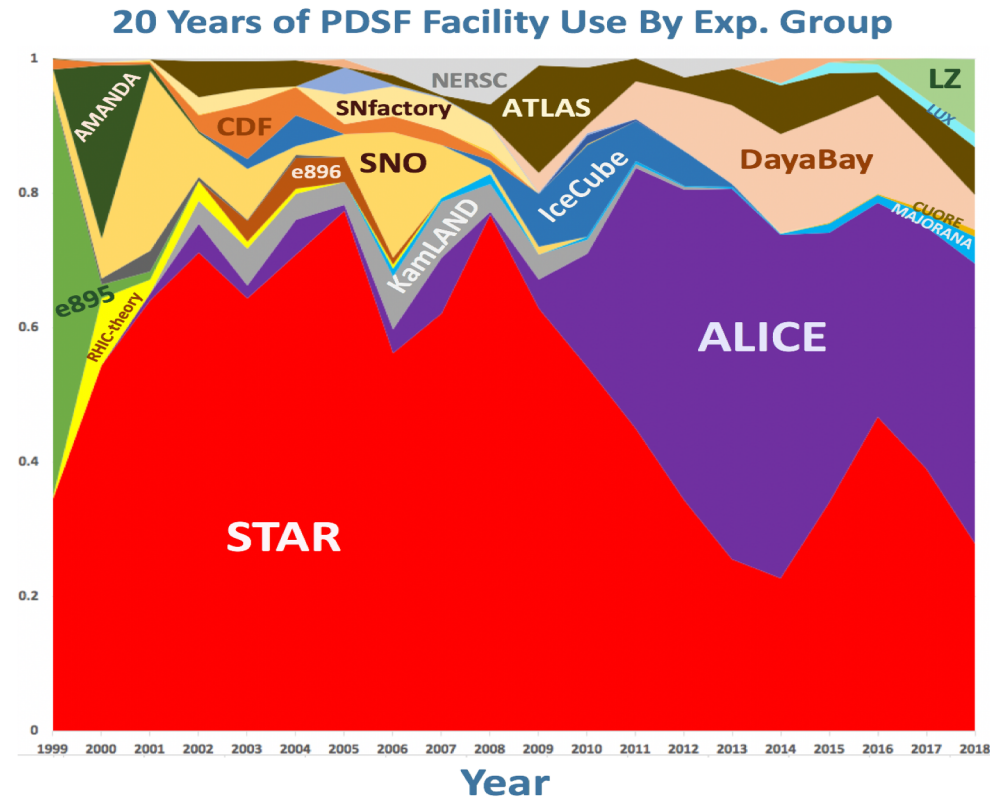 20 Years of PDSF Facility Use By Exp. Group
1
0.8
0.6
0.4
0.2
0
AMANDA
e895
RHIC-theory
CDF
e896
SNO
SNfactory
NERSC
KamLAND
ATLAS
IceCube
DayaBay
LZ
LUX
CUORE
MAJORANA
ALICE
STAR
1999 2000 2001 2002 2003 2004 2005 2006 2007 2008 2009 2010 2011 2012 2013 2014 2015 2016 2017 2018
Year